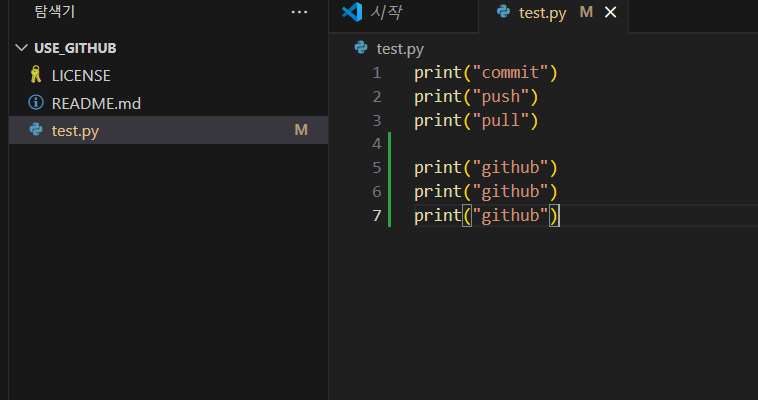 탐색기 ···
USE_GITHUB
LICENSE
README.md
test.py M
시작 test.py M
test.py
1 print("commit")
2 print("push")
3 print("pull")
4
5 print("github")
6 print("github")
7 print("github")